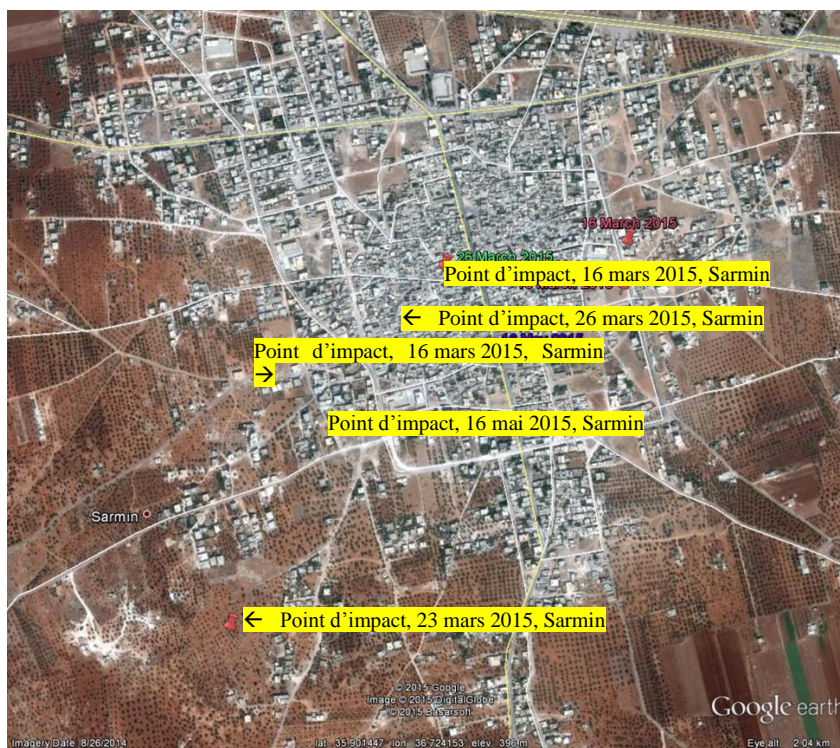 16 March 2015
26 March 2015
Point d’impact, 16 mars 2015, Sarmin
← Point d’impact, 26 mars 2015, Sarmin
Point d’impact, 16 mars 2015, Sarmin
→
Point d’impact, 16 mai 2015, Sarmin
Sarmin
← Point d’impact, 23 mars 2015, Sarmin
© 2015 Google
Image © 2015 DigitalGlobe
© 2015 Basarsoft
Google earth
Imagery Date 8/26/2014
lat 35.901447 lon 36.724153 elev 396 m
Eye alt 2.04 km